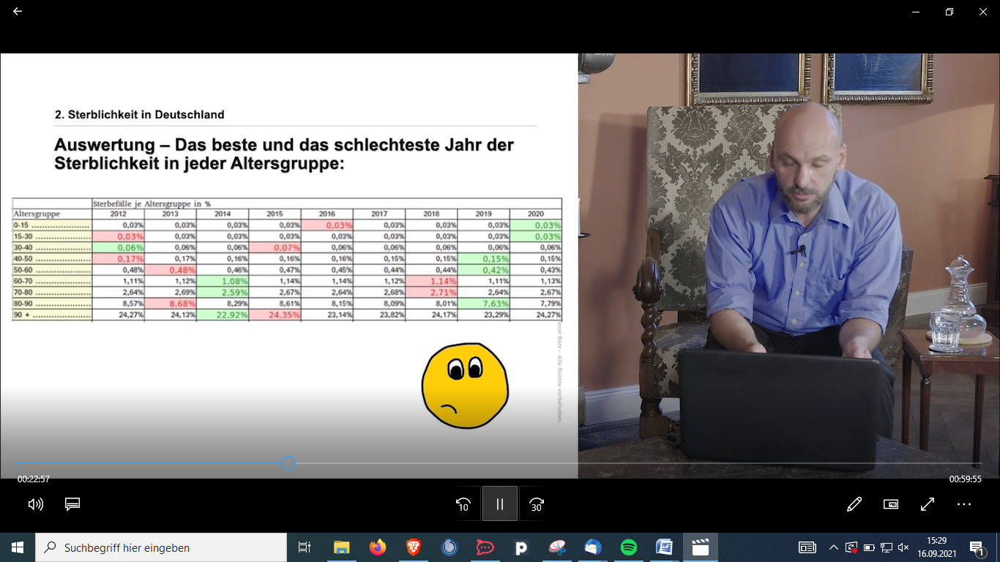 2. Sterblichkeit in Deutschland
Auswertung – Das beste und das schlechteste Jahr der
Sterblichkeit in jeder Altersgruppe:
Sterbefälle je Altersgruppe in %
Altersgruppe 2012 2013 2014 2015 2016 2017 2018 2019 2020
0-15 0,03% 0,03% 0,03% 0,03% 0,03% 0,03% 0,03% 0,03% 0,03%
15-30 0,03% 0,03% 0,03% 0,03% 0,03% 0,03% 0,03% 0,03% 0,03%
30-40 0,06% 0,06% 0,06% 0,07% 0,06% 0,06% 0,06% 0,06% 0,06%
40-50 0,17% 0,17% 0,16% 0,16% 0,16% 0,15% 0,15% 0,15% 0,15%
50-60 0,48% 0,48% 0,46% 0,47% 0,45% 0,44% 0,44% 0,42% 0,43%
60-70 1,11% 1,12% 1,08% 1,14% 1,14% 1,12% 1,14% 1,11% 1,13%
70-80 2,64% 2,69% 2,59% 2,67% 2,64% 2,68% 2,71% 2,64% 2,67%
80-90 8,57% 8,68% 8,29% 8,61% 8,15% 8,09% 8,01% 7,63% 7,79%
90 + 24,27% 24,13% 22,92% 24,35% 23,14% 23,82% 24,17% 23,29% 24,27%
rcel Barz - Alle Rechte vorbehalten.
00:22:57
00:59:55
10
30
Suchbegriff hier eingeben
15:29
16.09.2021
1